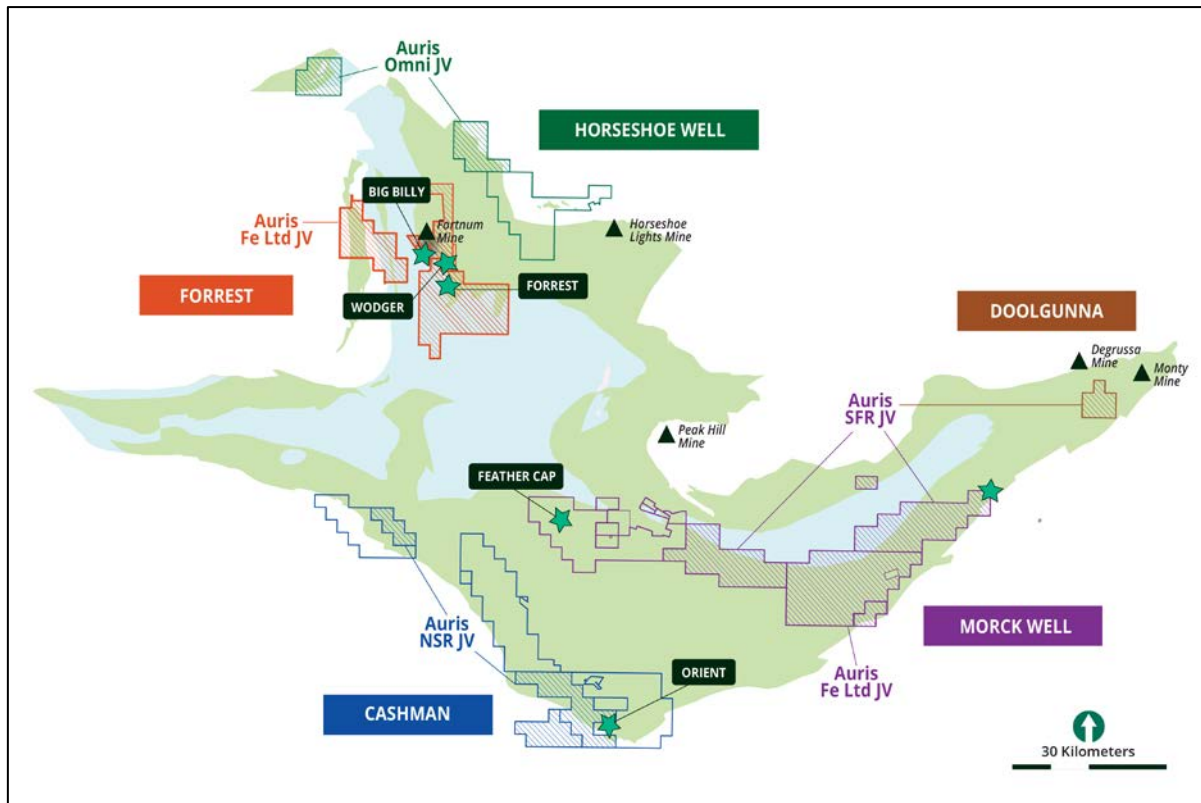 Auris
Omni JV
HORSESHOE WELL
BIG BILLY
Auris
Fe Ltd JV
Fortnum
Mine
Horseshoe
Lights Mine
FORREST
WODGER
FORREST
DOOLGUNNA
Degrussa
Mine
Monty
Mine
Auris
SFR JV
Peak Hill
Mine
FEATHER CAP
Auris
NSR JV
MORCK WELL
ORIENT
Auris
Fe Ltd JV
CASHMAN
30 Kilometers